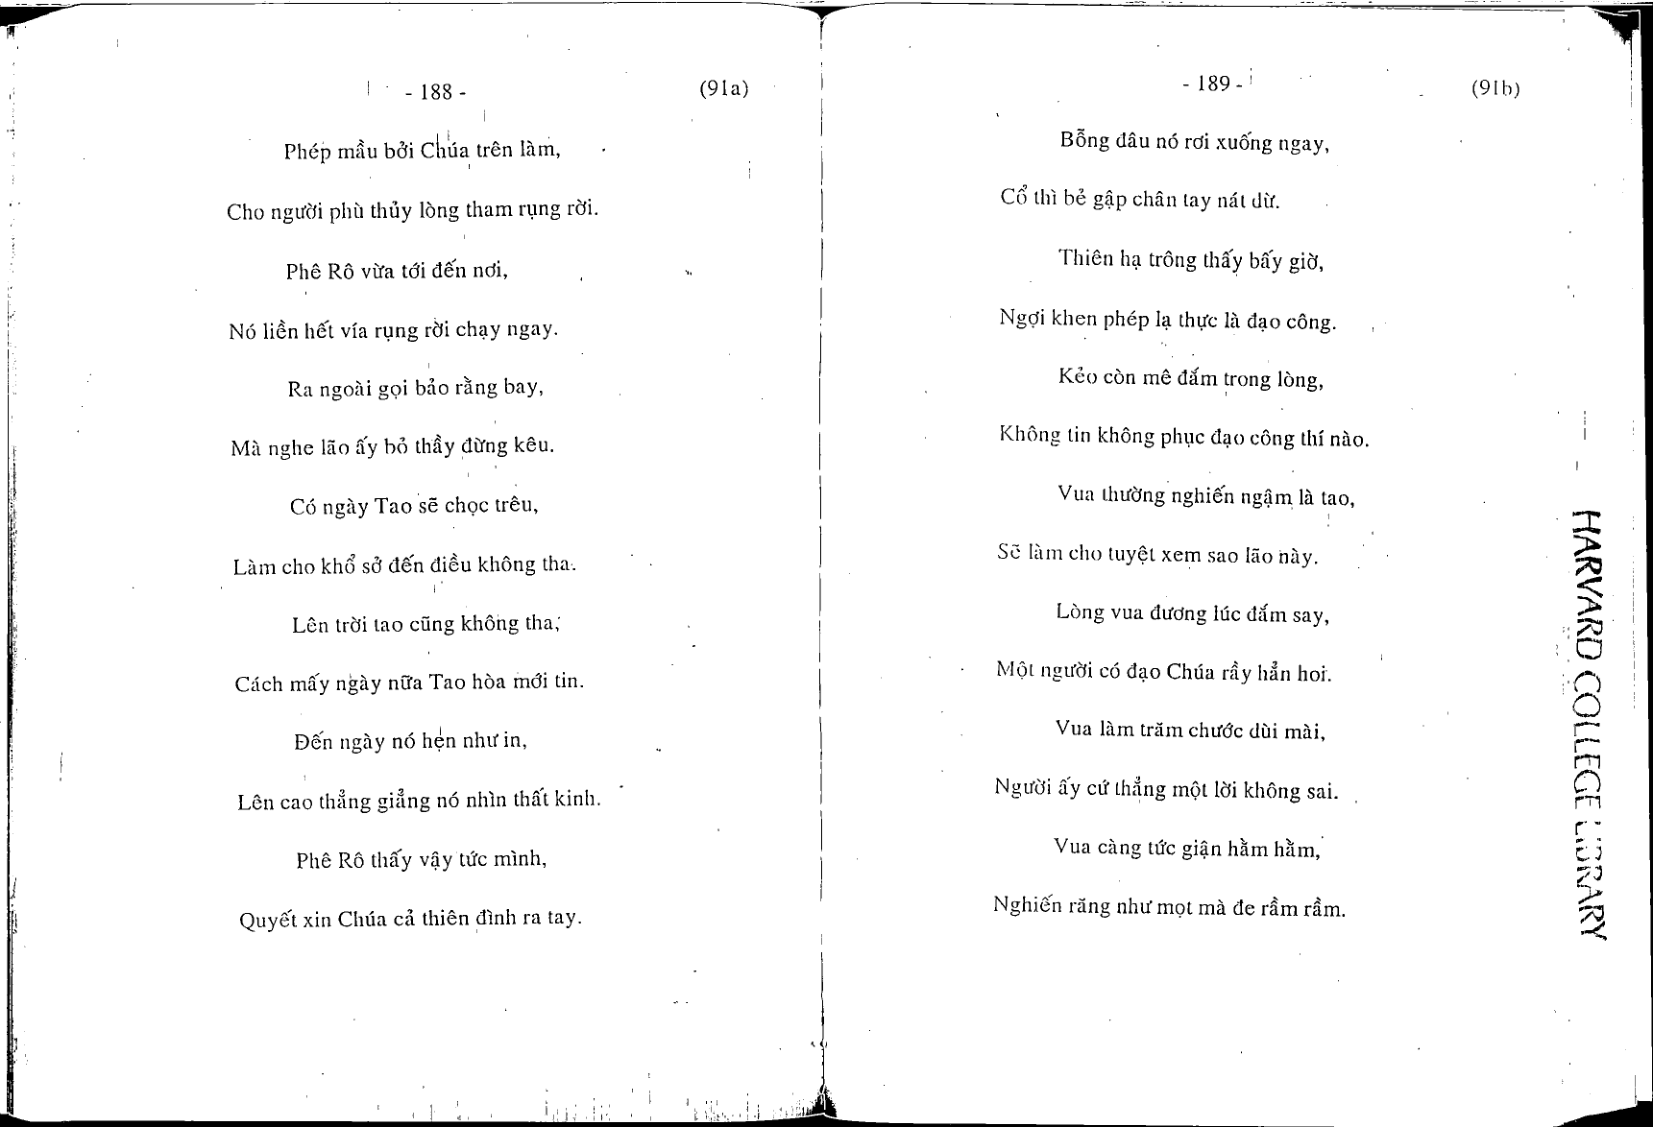 - 188 -
(91a)
Phép mầu bởi Chúa trên làm,
Cho người phù thủy lòng tham rụng rời.
Phê Rô vừa tới đến nơi,
Nó liền hết vía rụng rời chạy ngay.
Ra ngoài gọi bảo rằng bay,
Mà nghe lão ấy bỏ thầy đừng kêu.
Có ngày Tao sẽ chọc trêu,
Làm cho khổ sở đến điều không tha.
Lên trời tao cũng không tha,
Cách mấy ngày nữa Tao hòa mới tin.
Đến ngày nó hẹn như in,
Lên cao thẳng giẳng nó nhìn thất kinh.
Phê Rô thấy vậy tức mình,
Quyết xin Chúa cả thiên đình ra tay.
- 189 -
(91b)
Bỗng đâu nó rơi xuống ngay,
Cổ thì bẻ gập chân tay nát dừ.
Thiên hạ trông thấy bấy giờ,
Ngợi khen phép lạ thực là đạo công.
Kẻo còn mê đắm trong lòng,
Không tin không phục đạo công thí nào.
Vua thường nghiến ngậm là tao,
Sẽ làm cho tuyệt xem sao lão này.
Lòng vua đương lúc đắm say,
Một người có đạo Chúa rầy hẳn hoi.
Vua làm trăm chước dùi mài,
Người ấy cứ thẳng một lời không sai.
Vua càng tức giận hằm hằm,
Nghiến răng như mọt mà đe rầm rầm.
HARVARD COLLEGE LIBRARY